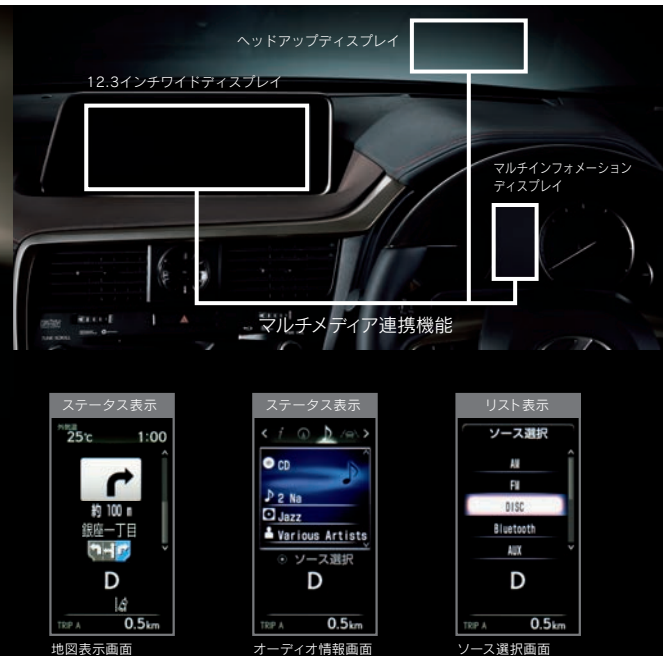 ヘッドアップディスプレイ
12.3インチワイドディスプレイ
マルチインフォメーション
ディスプレイ
マルチメディア連携機能
ステータス表示
外気温
25℃ 1:00
約 100 m
銀座一丁目
D
TRIP A 0.5km
地図表示画面
ステータス表示
CD
2 Na
Jazz
Various Artists
ソース選択
D
TRIP A 0.5km
オーディオ情報画面
リスト表示
ソース選択
AM
FM
DISC
Bluetooth
AUX
D
TRIP A 0.5km
ソース選択画面